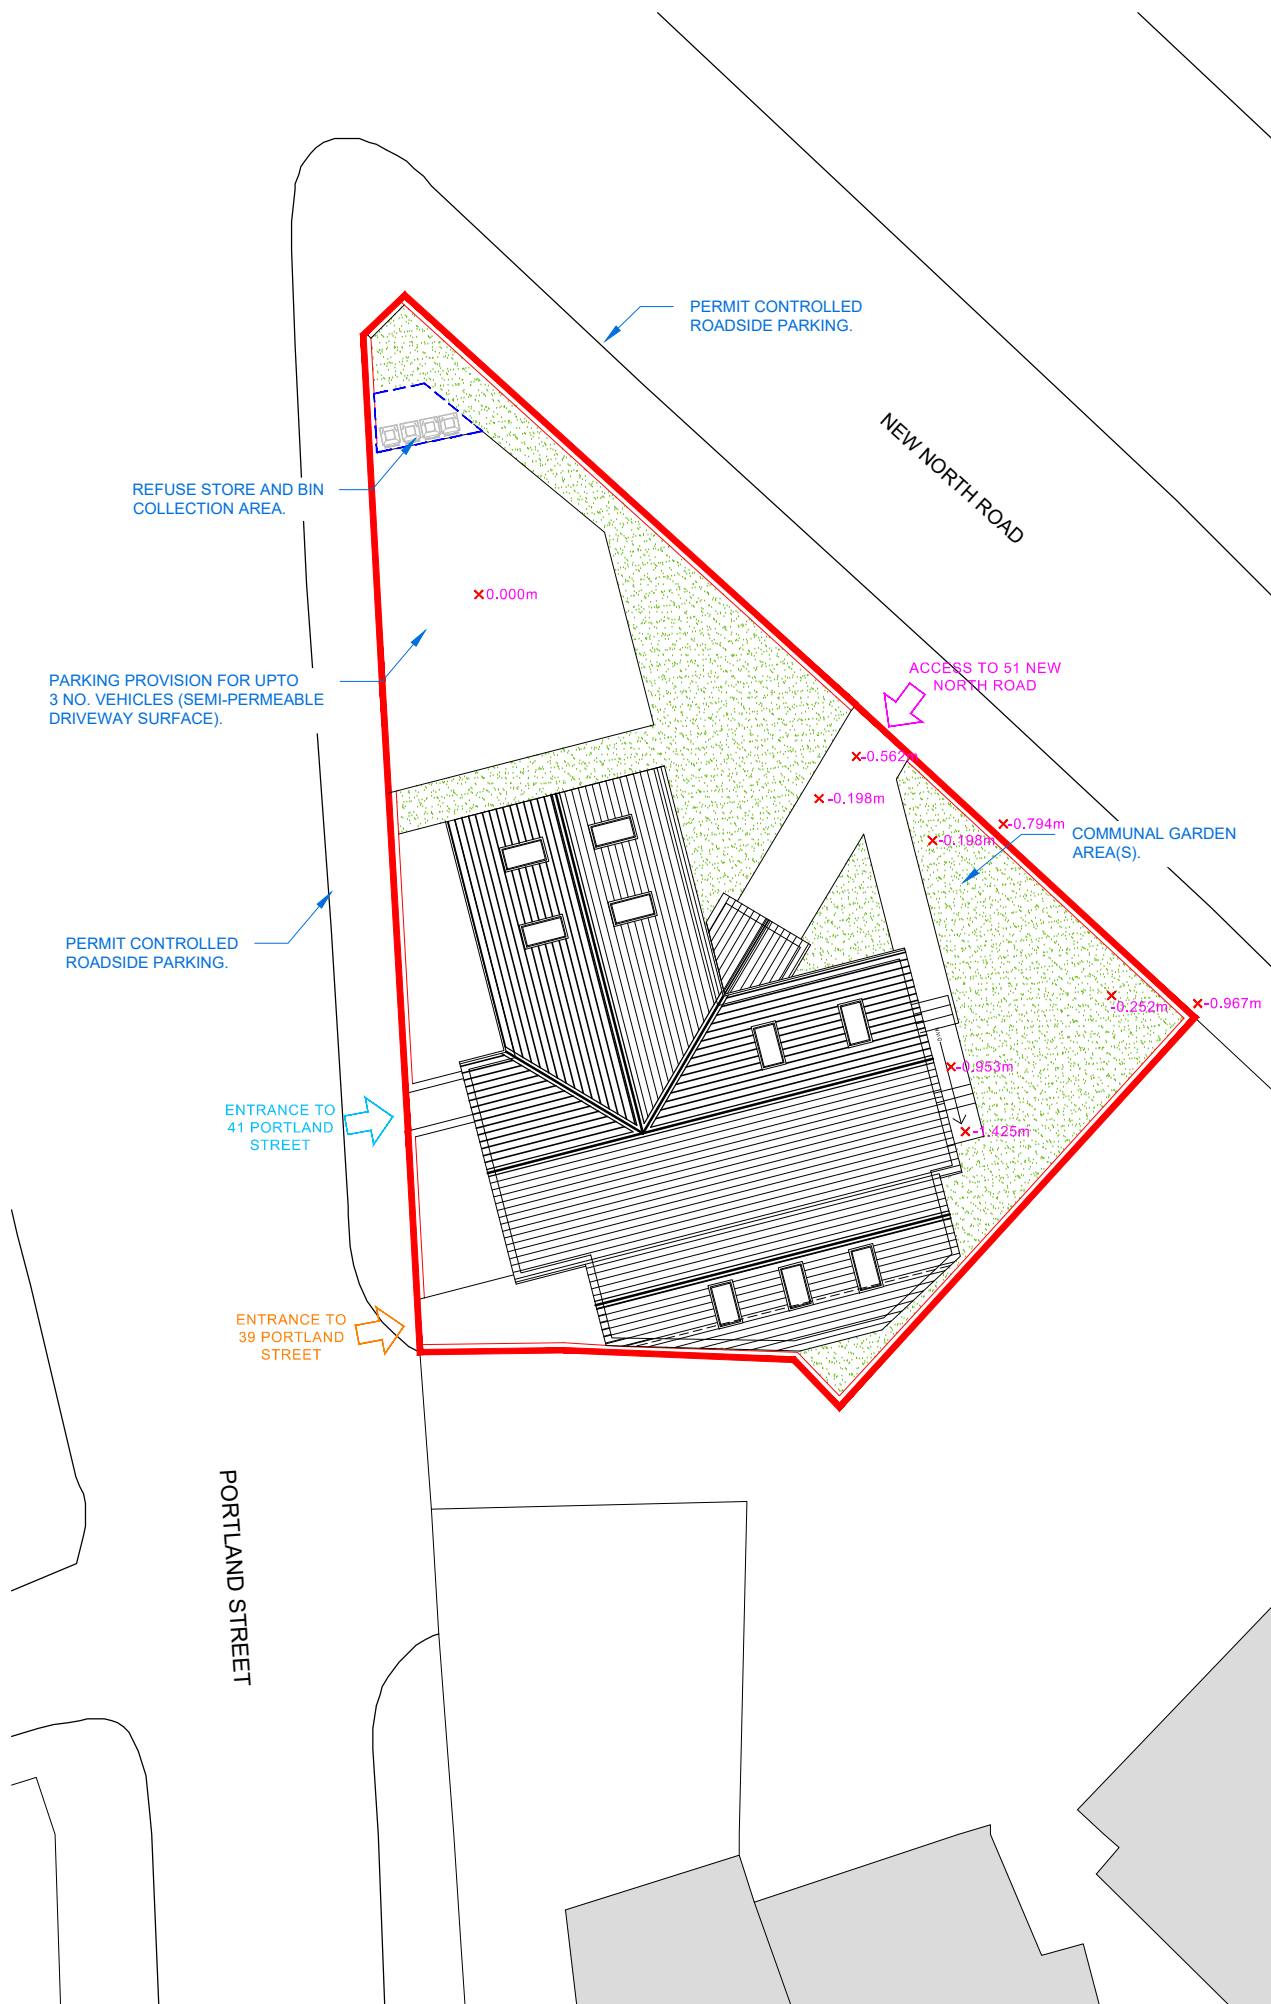 PERMIT CONTROLLED
ROADSIDE PARKING.
NEW NORTH ROAD
REFUSE STORE AND BIN
COLLECTION AREA.
0.000m
PARKING PROVISION FOR UPTO
3 NO. VEHICLES (SEMI-PERMEABLE
DRIVEWAY SURFACE).
ACCESS TO 51 NEW
NORTH ROAD
-0.562m
-0.198m
-0.794m
-0.198m
COMMUNAL GARDEN
AREA(S).
PERMIT CONTROLLED
ROADSIDE PARKING.
-0.252m
-0.967m
-0.953m
-1.425m
ENTRANCE TO
41 PORTLAND
STREET
ENTRANCE TO
39 PORTLAND
STREET
PORTLAND STREET